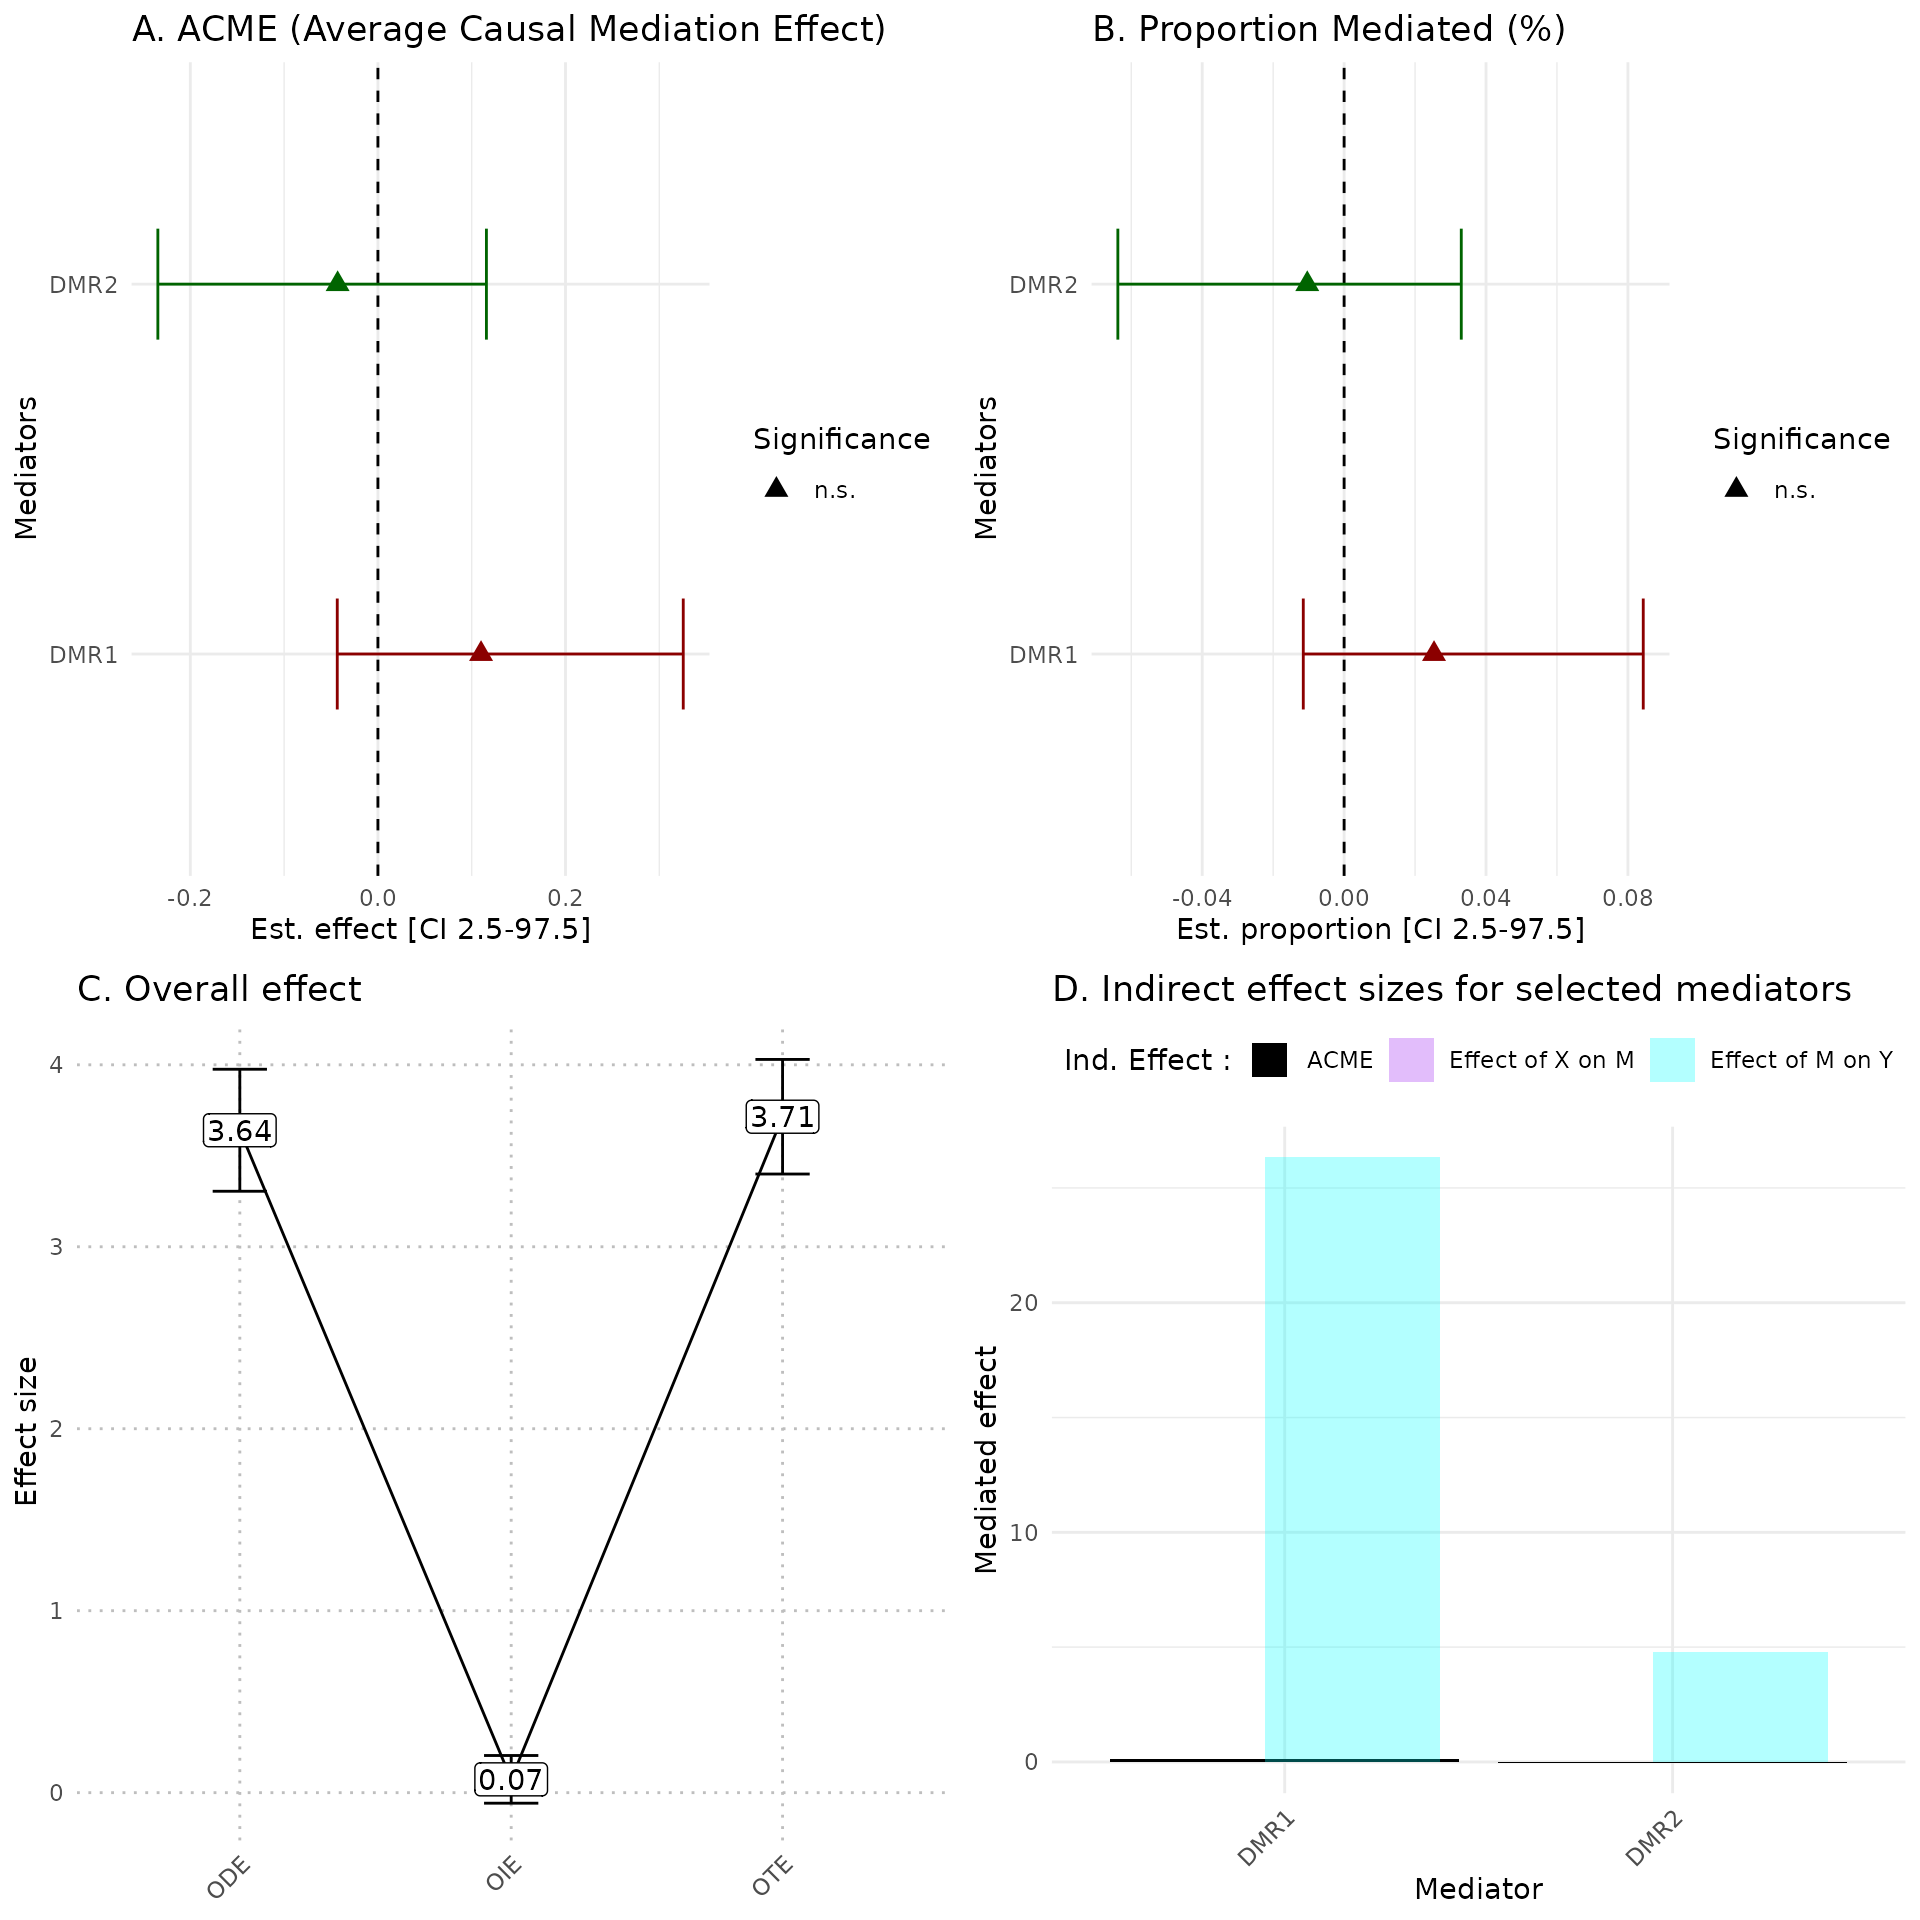 A. ACME (Average Causal Mediation Effect)
Mediators
DMR2
DMR1
-0.2 0.0 0.2
Est. effect [CI 2.5-97.5]
Significance
n.s.
B. Proportion Mediated (%)
Mediators
DMR2
DMR1
-0.04 0.00 0.04 0.08
Est. proportion [CI 2.5-97.5]
Significance
n.s.
C. Overall effect
Effect size
4
3
2
1
0
3.64
0.07
3.71
ODE OIE OTE
D. Indirect effect sizes for selected mediators
Ind. Effect : ACME Effect of X on M Effect of M on Y
Mediated effect
20
10
0
DMR1 DMR2
Mediator